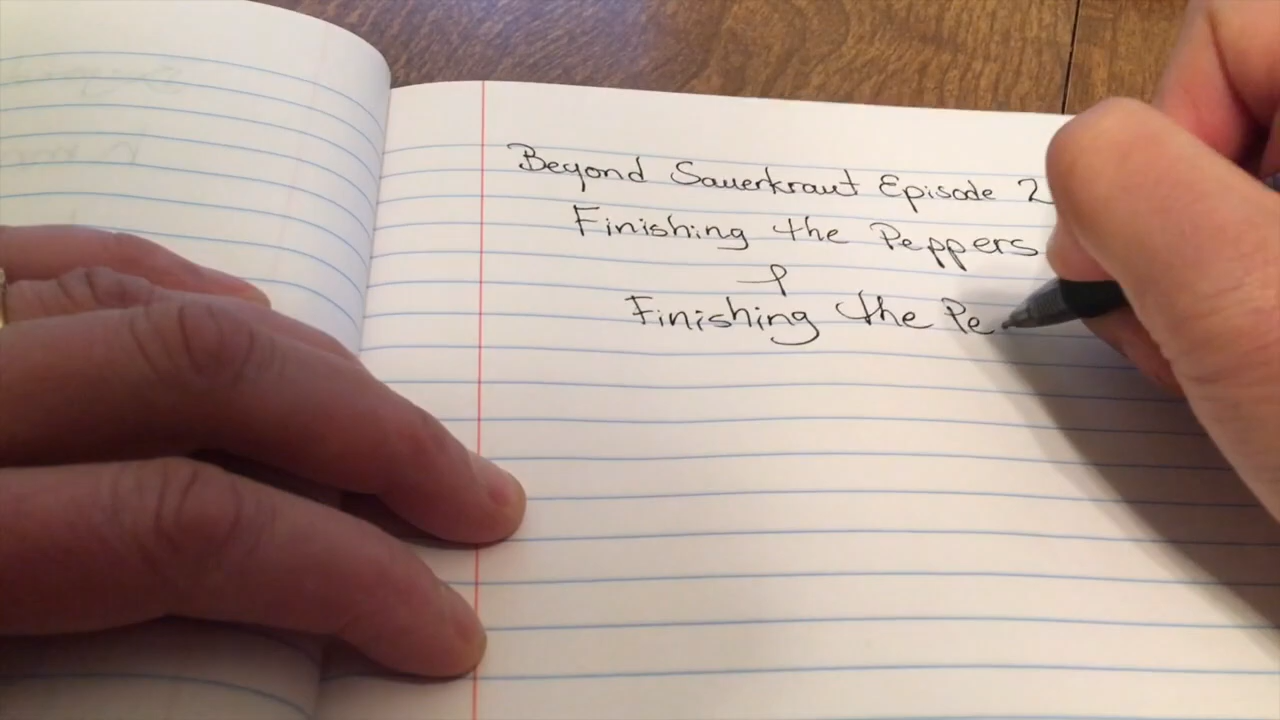 Beyond Sauerkraut Episode 2
Finishing the Peppers
&
Finishing the Pe